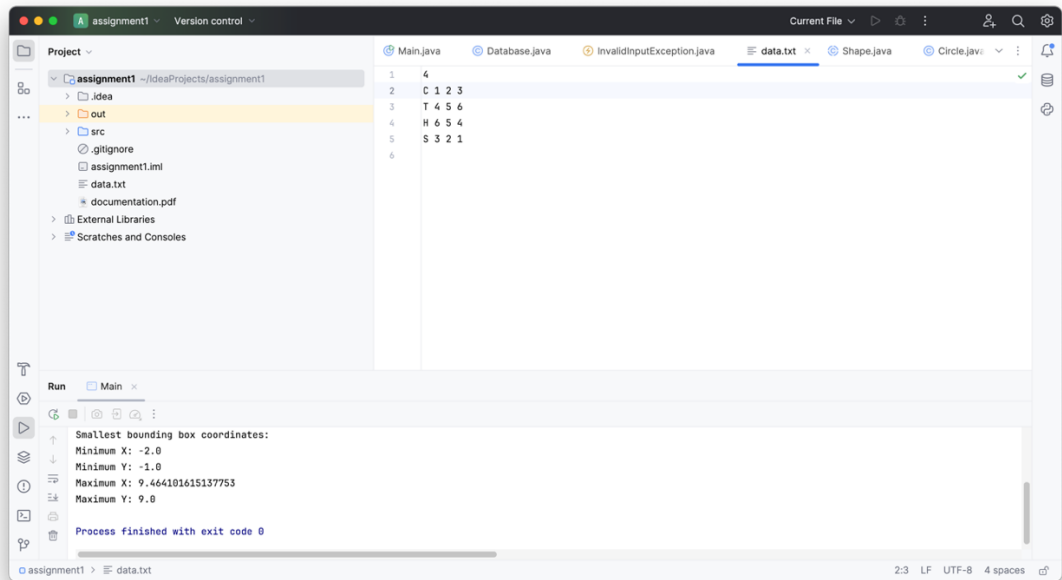 A assignment1 Version control Current File
Project
assignment1 ~/IdeaProjects/assignment1
.idea
out
src
.gitignore
assignment1.iml
data.txt
documentation.pdf
External Libraries
Scratches and Consoles
Main.java Database.java InvalidInputException.java data.txt Shape.java Circle.java
1 4
2 C 1 2 3
3 T 4 5 6
4 H 6 5 4
5 S 3 2 1
6
Run Main
Smallest bounding box coordinates:
Minimum X: -2.0
Minimum Y: -1.0
Maximum X: 9.464101615137753
Maximum Y: 9.0
Process finished with exit code 0
assignment1 > data.txt 2:3 LF UTF-8 4 spaces